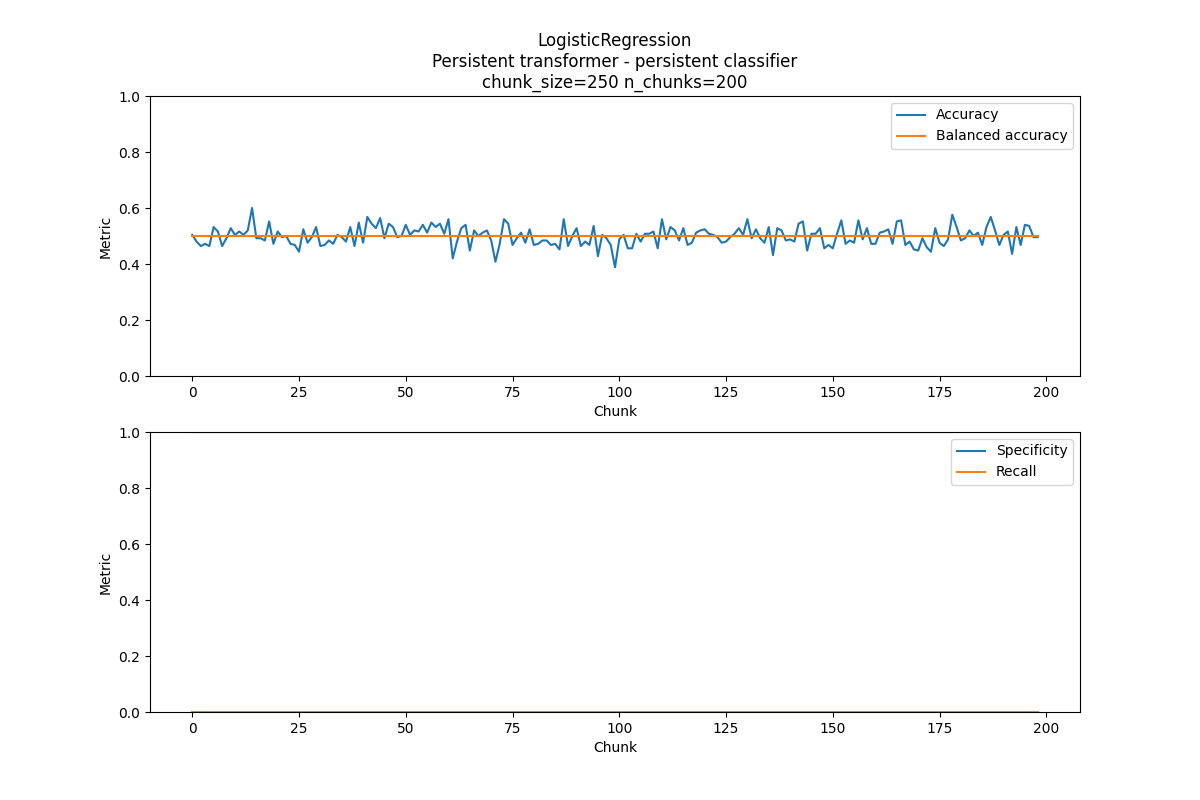 LogisticRegression
Persistent transformer - persistent classifier
chunk_size=250 n_chunks=200
1.0
0.8
0.6
0.4
0.2
0.0
Metric
Accuracy
Balanced accuracy
0 25 50 75 100 125 150 175 200
Chunk
1.0
0.8
0.6
0.4
0.2
0.0
Metric
Specificity
Recall
0 25 50 75 100 125 150 175 200
Chunk